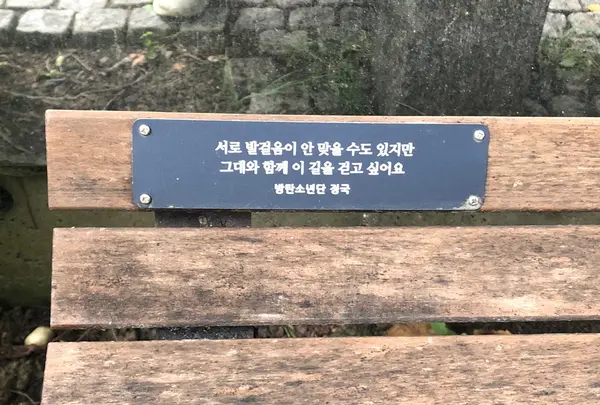 서로 발걸음이 안 맞을 수도 있지만
그대와 함께 이 길을 걷고 싶어요
방탄소년단 정국